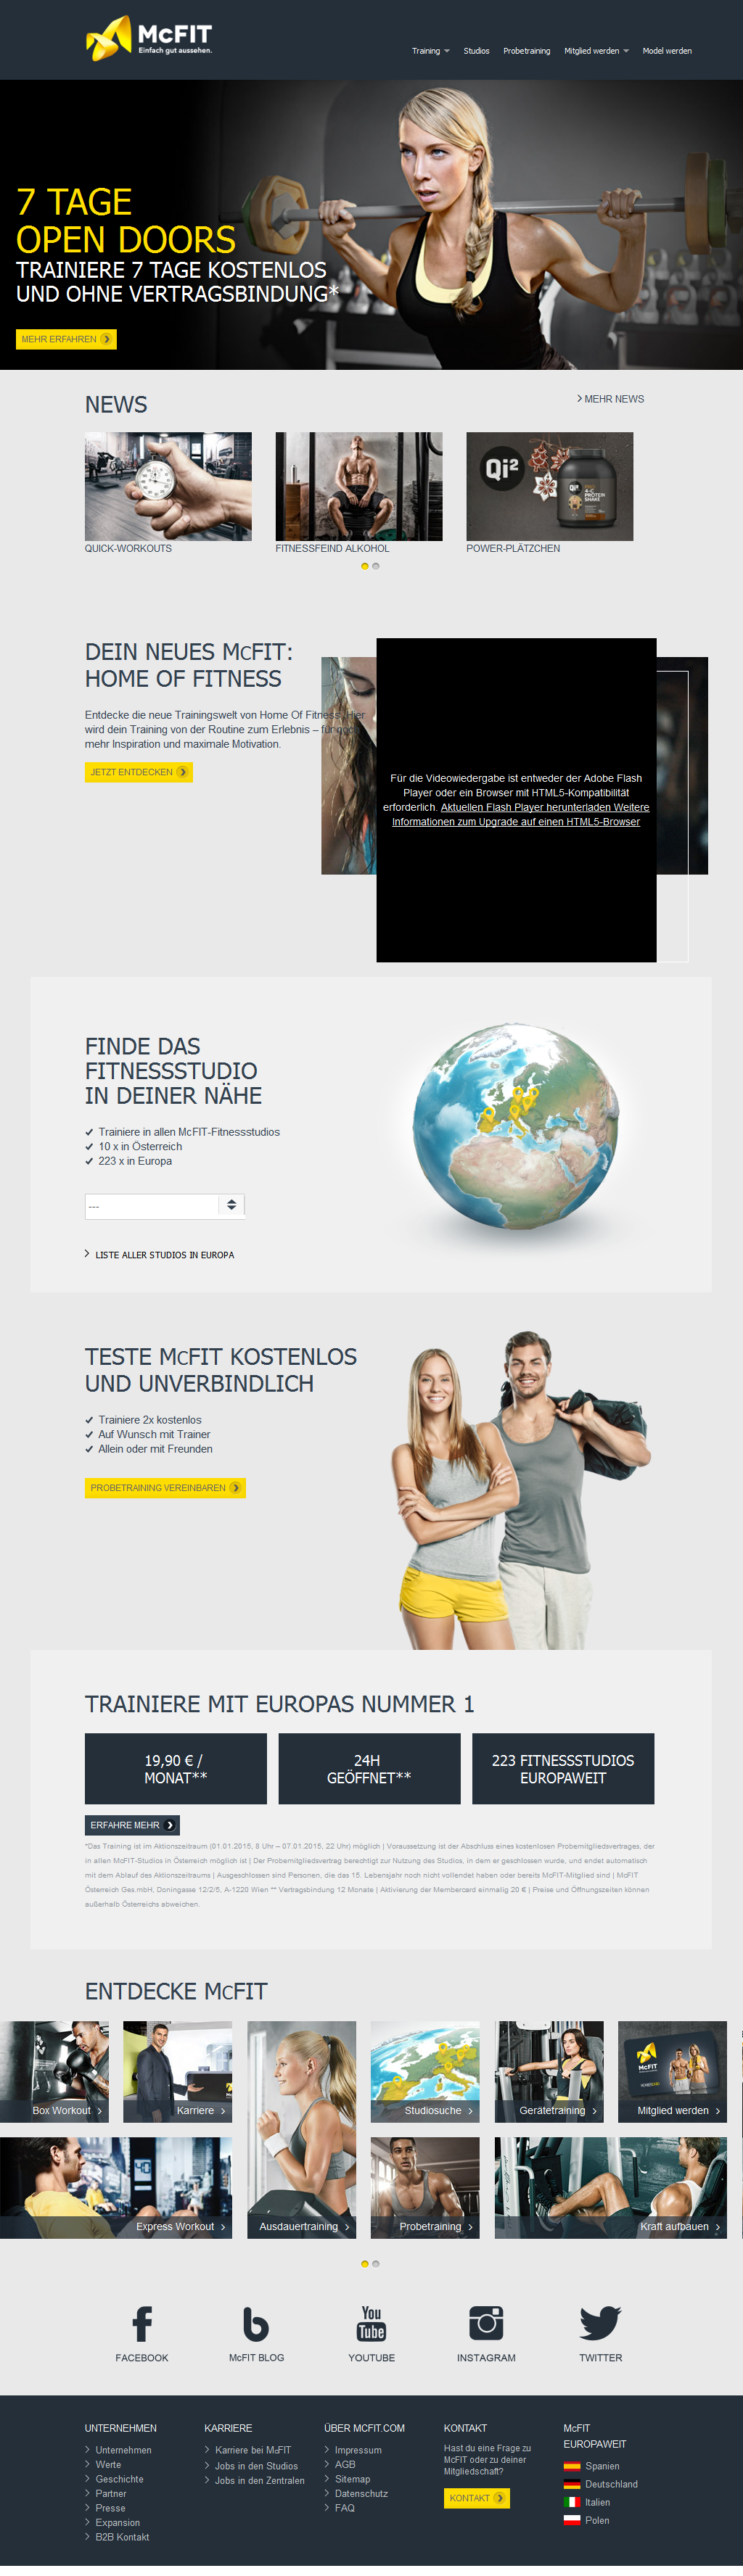 McFIT
Einfach gut aussehen.
Training
Studios
Probetraining
Mitglied werden
Model werden
7 TAGE
OPEN DOORS
TRAINIERE 7 TAGE KOSTENLOS
UND OHNE VERTRAGSBINDUNG*
MEHR ERFAHREN
NEWS
MEHR NEWS
Qi²
4-C
PROTEIN
SHAKE
QUICK-WORKOUTS
FITNESSFEIND ALKOHOL
POWER-PLÄTZCHEN
DEIN NEUES McFIT:
HOME OF FITNESS
Entdecke die neue Trainingswelt von Home Of Fitness. Hier
wird dein Training von der Routine zum Erlebnis – für noch
mehr Inspiration und maximale Motivation.
JETZT ENTDECKEN
Für die Videowiedergabe ist entweder der Adobe Flash
Player oder ein Browser mit HTML5-Kompatibilität
erforderlich. Aktuellen Flash Player herunterladen Weitere
Informationen zum Upgrade auf einen HTML5-Browser
FINDE DAS
FITNESSSTUDIO
IN DEINER NÄHE
Trainiere in allen McFIT-Fitnessstudios
10 x in Österreich
223 x in Europa
---
LISTE ALLER STUDIOS IN EUROPA
TESTE McFIT KOSTENLOS
UND UNVERBINDLICH
Trainiere 2x kostenlos
Auf Wunsch mit Trainer
Allein oder mit Freunden
PROBETRAINING VEREINBAREN
TRAINIERE MIT EUROPAS NUMMER 1
19,90 € /
MONAT**
24H
GEÖFFNET**
223 FITNESSSTUDIOS
EUROPAWEIT
ERFAHRE MEHR
*Das Training ist im Aktionszeitraum (01.01.2015, 8 Uhr – 07.01.2015, 22 Uhr) möglich | Voraussetzung ist der Abschluss eines kostenlosen Probemitgliedsvertrages, der
in allen McFIT-Studios in Österreich möglich ist | Der Probemitgliedsvertrag berechtigt zur Nutzung des Studios, in dem er geschlossen wurde, und endet automatisch
mit dem Ablauf des Aktionszeitraums | Ausgeschlossen sind Personen, die das 15. Lebensjahr noch nicht vollendet haben oder bereits McFIT-Mitglied sind | McFIT
Österreich Ges.mbH, Doningasse 12/2/5, A-1220 Wien ** Vertragsbindung 12 Monate | Aktivierung der Membercard einmalig 20 € | Preise und Öffnungszeiten können
außerhalb Österreichs abweichen.
ENTDECKE McFIT
Box Workout
Karriere
Ausdauertraining
Studiosuche
Gerätetraining
McFIT
Mitglied werden
Express Workout
Probetraining
Kraft aufbauen
You
Tube
FACEBOOK
McFIT BLOG
YOUTUBE
INSTAGRAM
TWITTER
UNTERNEHMEN
Unternehmen
Werte
Geschichte
Partner
Presse
Expansion
B2B Kontakt
KARRIERE
Karriere bei McFIT
Jobs in den Studios
Jobs in den Zentralen
ÜBER MCFIT.COM
Impressum
AGB
Sitemap
Datenschutz
FAQ
KONTAKT
Hast du eine Frage zu
McFIT oder zu deiner
Mitgliedschaft?
KONTAKT
McFIT
EUROPAWEIT
Spanien
Deutschland
Italien
Polen